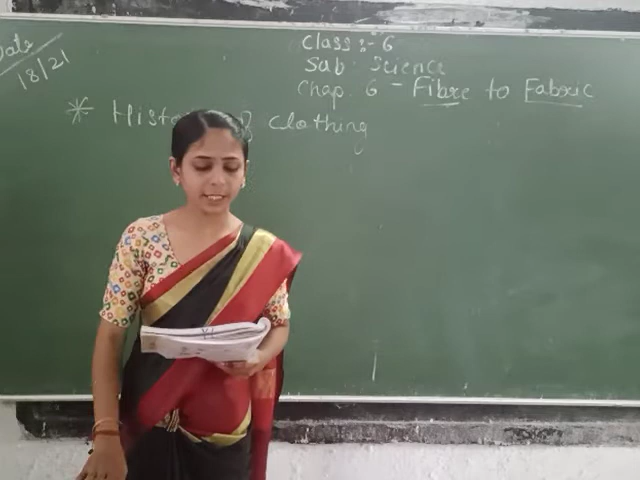 Date
18/21
Class :- 6
Sub: Science
Chap. 6 - Fibre to Fabric
* History of clothing